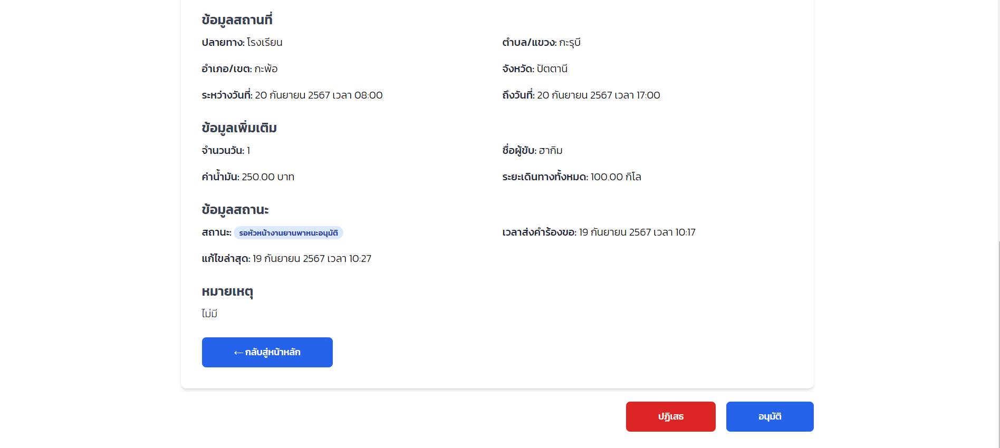 ข้อมูลสถานที่
ปลายทาง: โรงเรียน
ตำบล/แขวง: กะรุบี
อำเภอ/เขต: กะพ้อ
จังหวัด: ปัตตานี
ระหว่างวันที่: 20 กันยายน 2567 เวลา 08:00
ถึงวันที่: 20 กันยายน 2567 เวลา 17:00
ข้อมูลเพิ่มเติม
จำนวนวัน: 1
ชื่อผู้ขับ: ฮากิม
ค่าน้ำมัน: 250.00 บาท
ระยะเดินทางทั้งหมด: 100.00 กิโล
ข้อมูลสถานะ
สถานะ: รอหัวหน้างานยานพาหนะอนุมัติ
เวลาส่งคำร้องขอ: 19 กันยายน 2567 เวลา 10:17
แก้ไขล่าสุด: 19 กันยายน 2567 เวลา 10:27
หมายเหตุ
ไม่มี
← กลับสู่หน้าหลัก
ปฏิเสธ
อนุมัติ